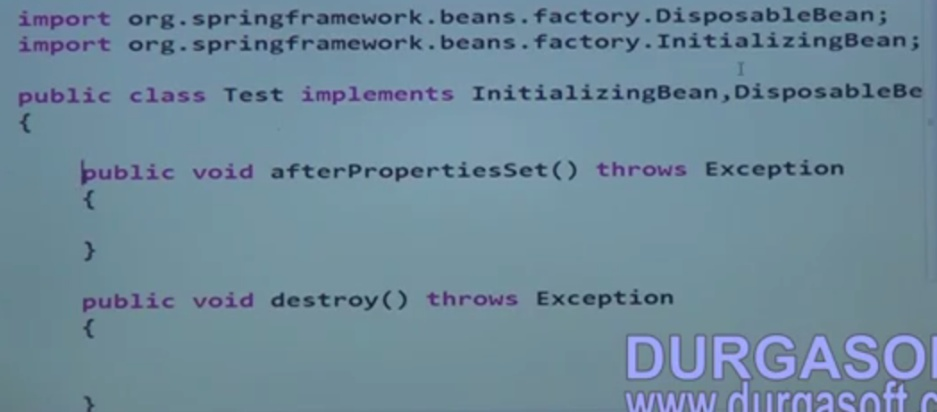 import org.springframework.beans.factory.DisposableBean;
import org.springframework.beans.factory.InitializingBean;
public class Test implements InitializingBean,DisposableBe
{
public void afterPropertiesSet() throws Exception
{
}
public void destroy() throws Exception
{
}
DURGASO
www.durgasoft.c